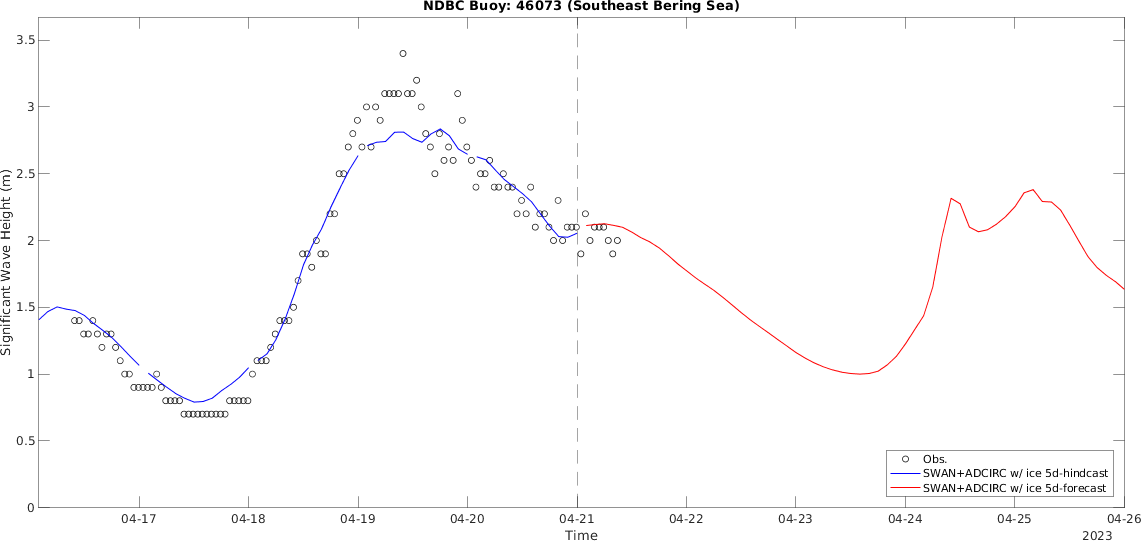 NDBC Buoy: 46073 (Southeast Bering Sea)
Significant Wave Height (m)
3.5
3
2.5
2
1.5
1
0.5
0
Obs.
SWAN+ADCIRC w/ ice 5d-hindcast
SWAN+ADCIRC w/ ice 5d-forecast
04-17 04-18 04-19 04-20 04-21 04-22 04-23 04-24 04-25 04-26
Time
2023